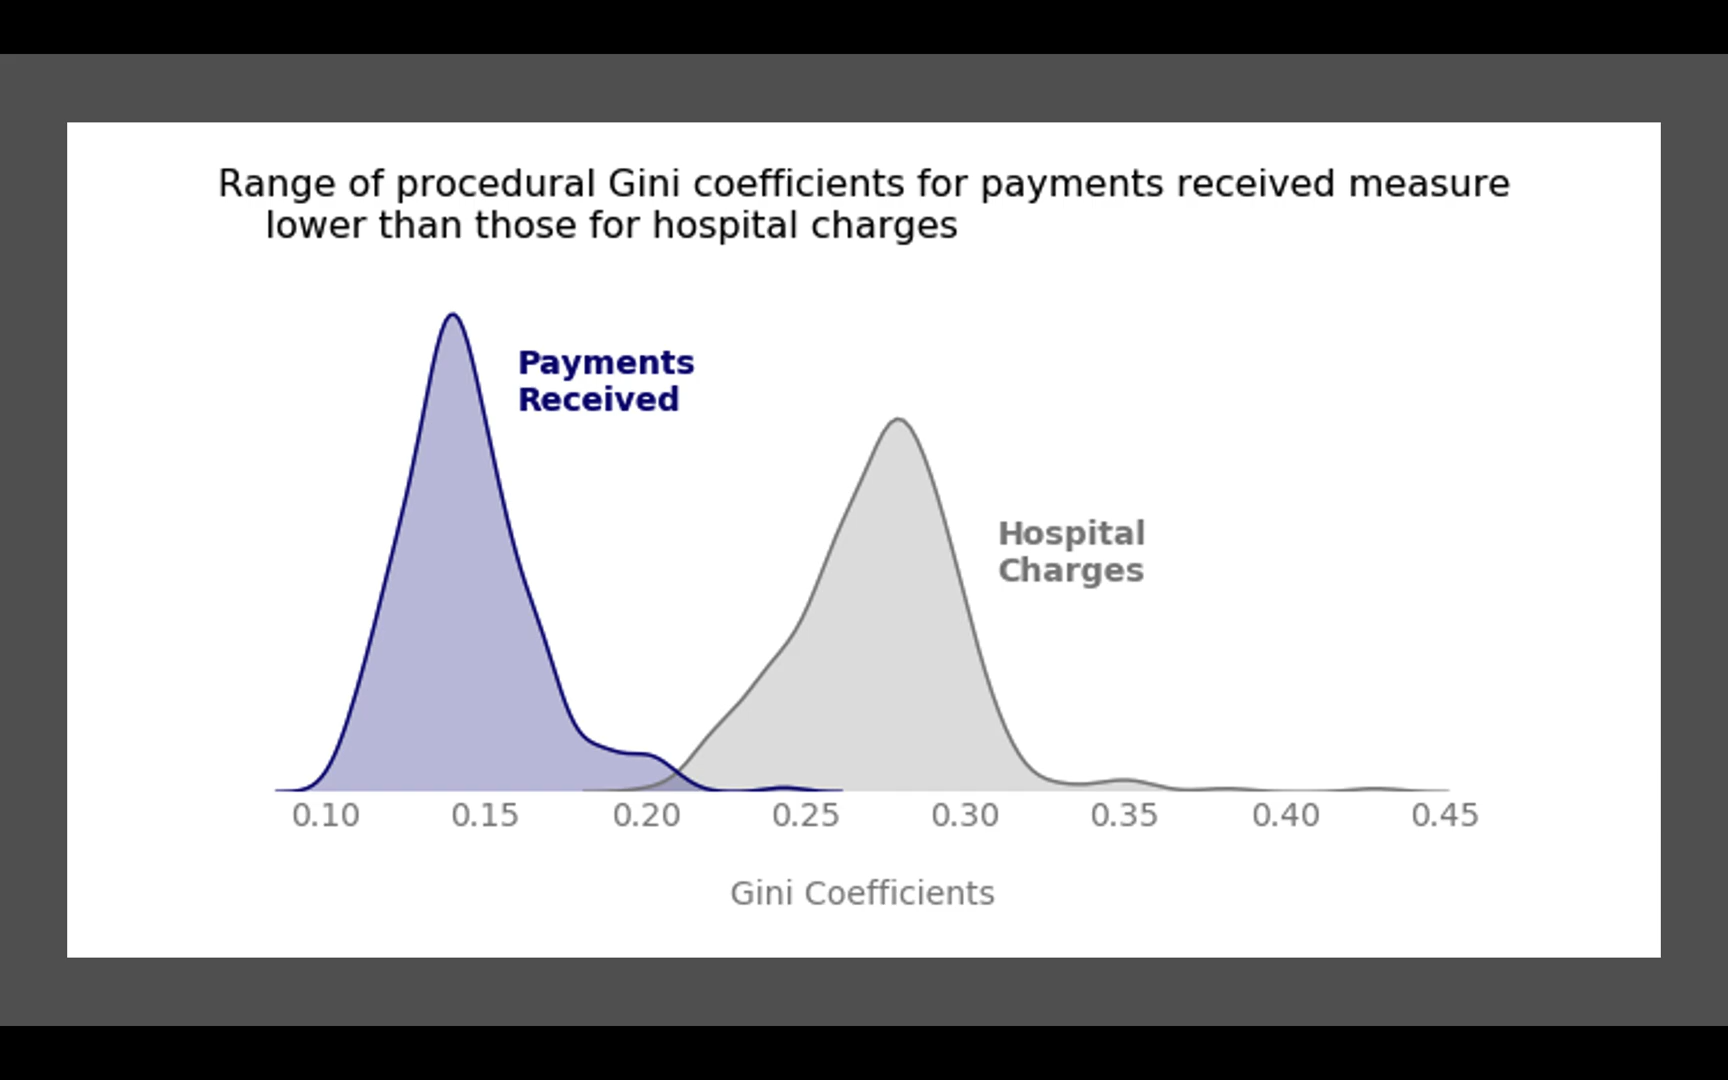 Range of procedural Gini coefficients for payments received measure
lower than those for hospital charges
Payments
Received
Hospital
Charges
0.10 0.15 0.20 0.25 0.30 0.35 0.40 0.45
Gini Coefficients